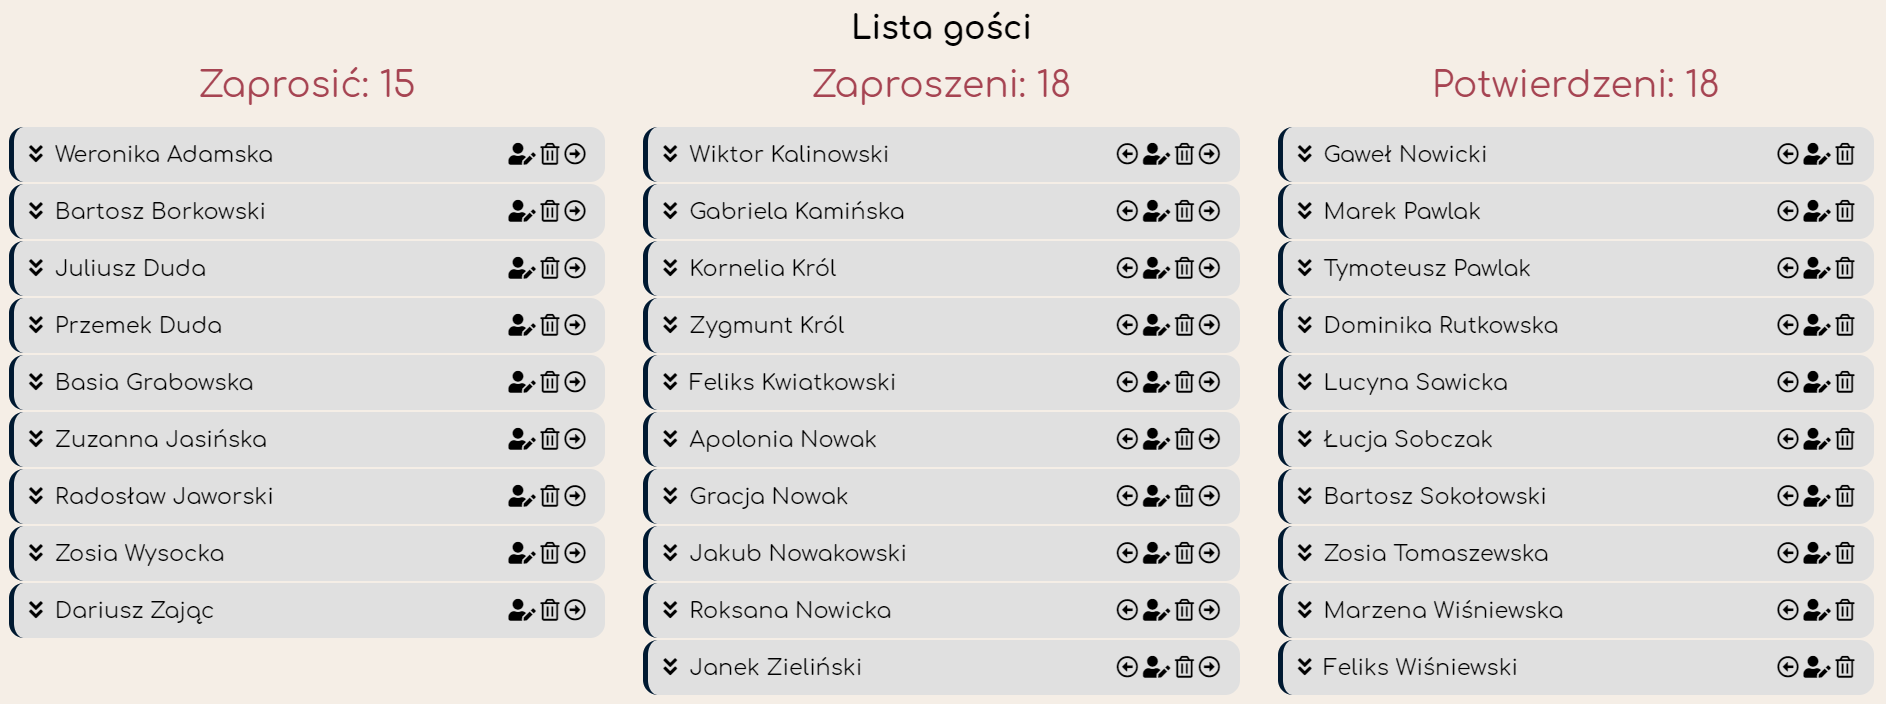 Lista gości
Zaprosić: 15
Weronika Adamska
Bartosz Borkowski
Juliusz Duda
Przemek Duda
Basia Grabowska
Zuzanna Jasińska
Radosław Jaworski
Zosia Wysocka
Dariusz Zając
Zaproszeni: 18
Wiktor Kalinowski
Gabriela Kamińska
Kornelia Król
Zygmunt Król
Feliks Kwiatkowski
Apolonia Nowak
Gracja Nowak
Jakub Nowakowski
Roksana Nowicka
Janek Zieliński
Potwierdzeni: 18
Gaweł Nowicki
Marek Pawlak
Tymoteusz Pawlak
Dominika Rutkowska
Lucyna Sawicka
Łucja Sobczak
Bartosz Sokołowski
Zosia Tomaszewska
Marzena Wiśniewska
Feliks Wiśniewski